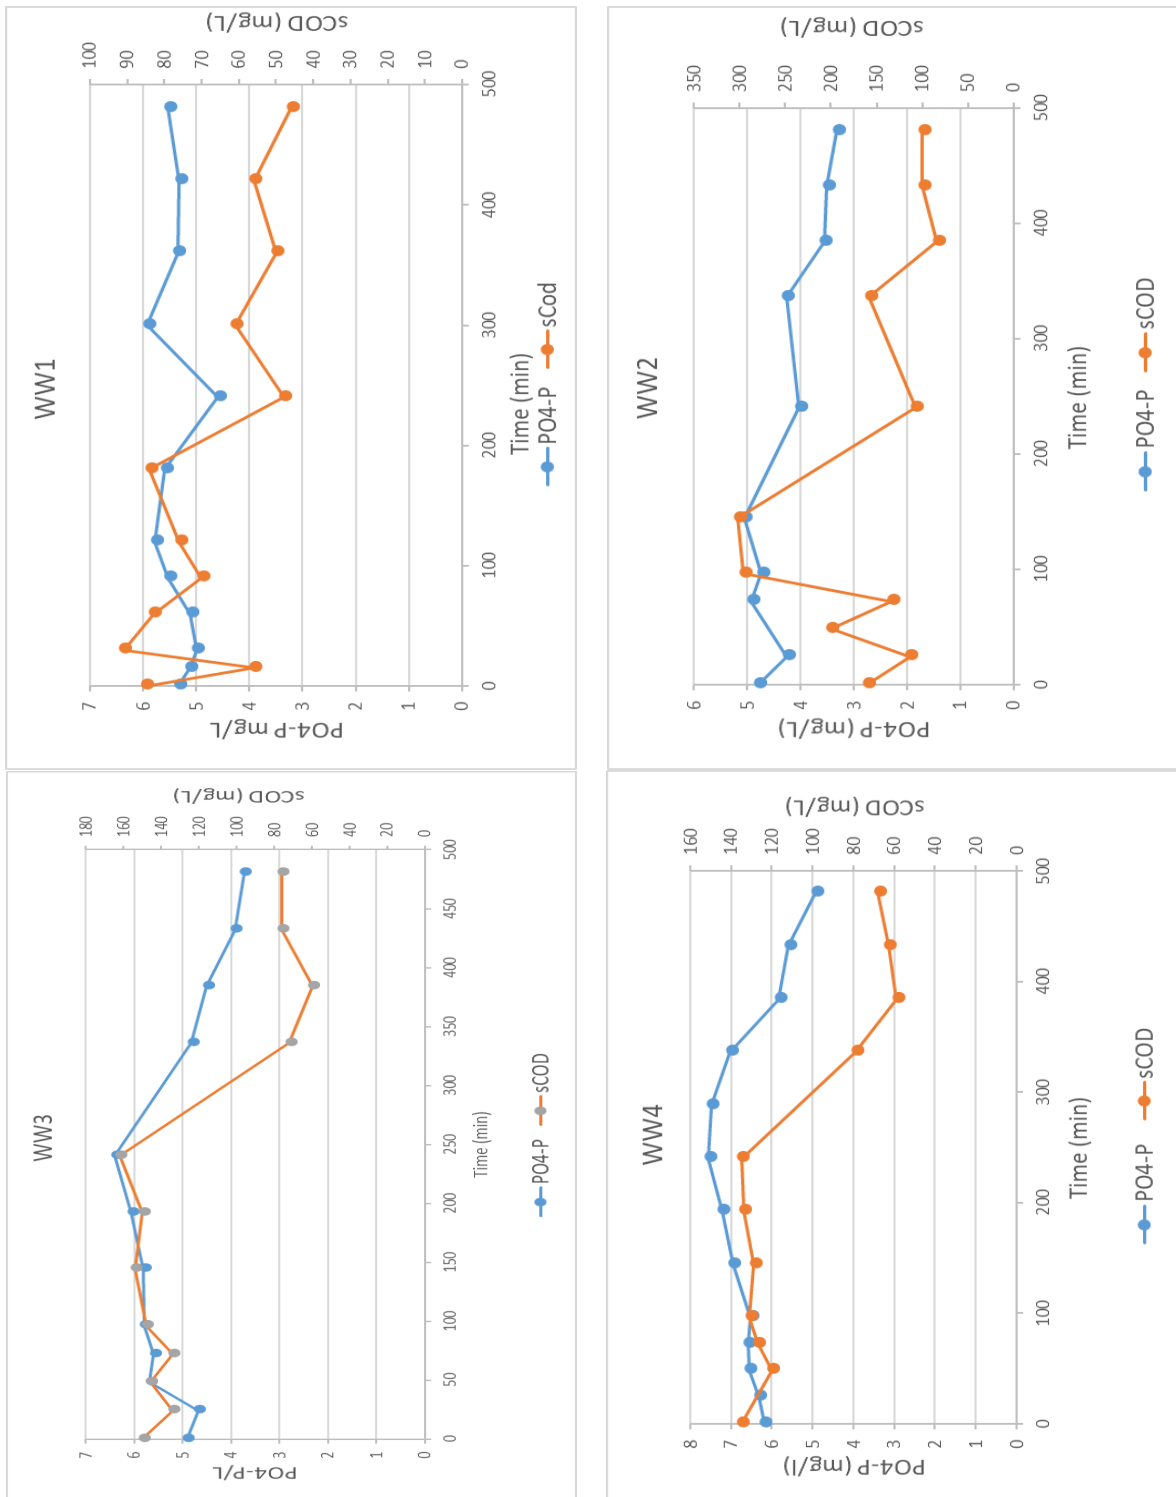 WW1
PO4-P mg/L
7
6
5
4
3
2
1
0
0 100 200 300 400 500
100
90
80
70
60
50
40
30
20
10
0
sCOD (mg/L)
Time (min)
PO4-P sCod
WW2
PO4-P (mg/L)
6
5
4
3
2
1
0
0 100 200 300 400 500
350
300
250
200
150
100
50
0
sCOD (mg/L)
Time (min)
PO4-P sCOD
WW3
PO4-P/L
7
6
5
4
3
2
1
0
0 50 100 150 200 250 300 350 400 450 500
180
160
140
120
100
80
60
40
20
0
sCOD (mg/L)
Time (min)
PO4-P sCOD
WW4
PO4-P (mg/l)
8
7
6
5
4
3
2
1
0
0 100 200 300 400 500
160
140
120
100
80
60
40
20
0
sCOD (mg/L)
Time (min)
PO4-P sCOD